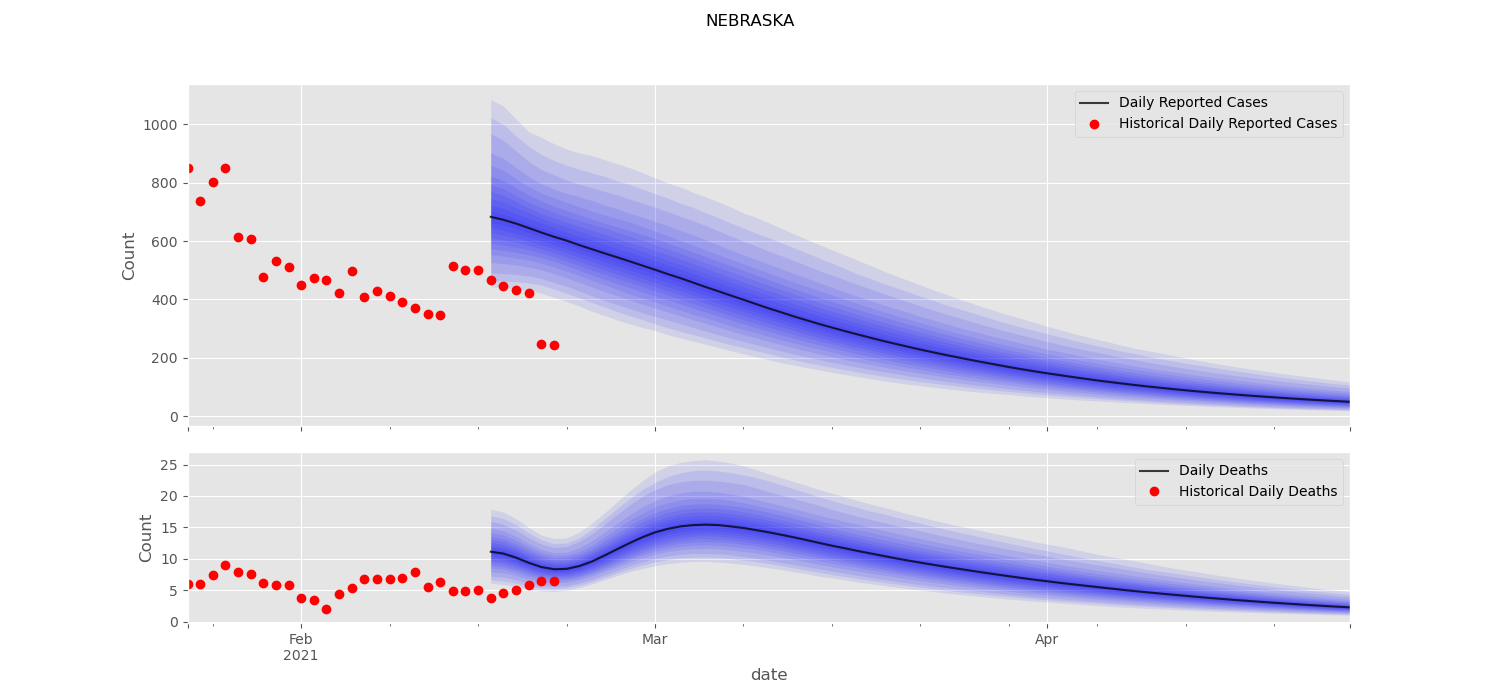 NEBRASKA
Daily Reported Cases
Historical Daily Reported Cases
Count
1000
800
600
400
200
0
Daily Deaths
Historical Daily Deaths
Count
25
20
15
10
5
0
Feb
2021
Mar
Apr
date